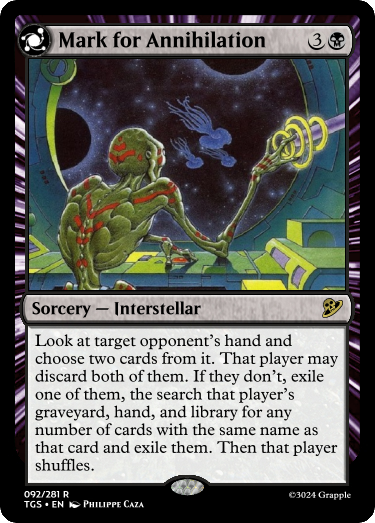 Mark for Annihilation 3
Sorcery — Interstellar
Look at target opponent's hand and
choose two cards from it. That player may
discard both of them. If they don't, exile
one of them, the search that player's
graveyard, hand, and library for any
number of cards with the same name as
that card and exile them. Then that player
shuffles.
092/281 R
TGS • EN Philippe Caza
©3024 Grapple